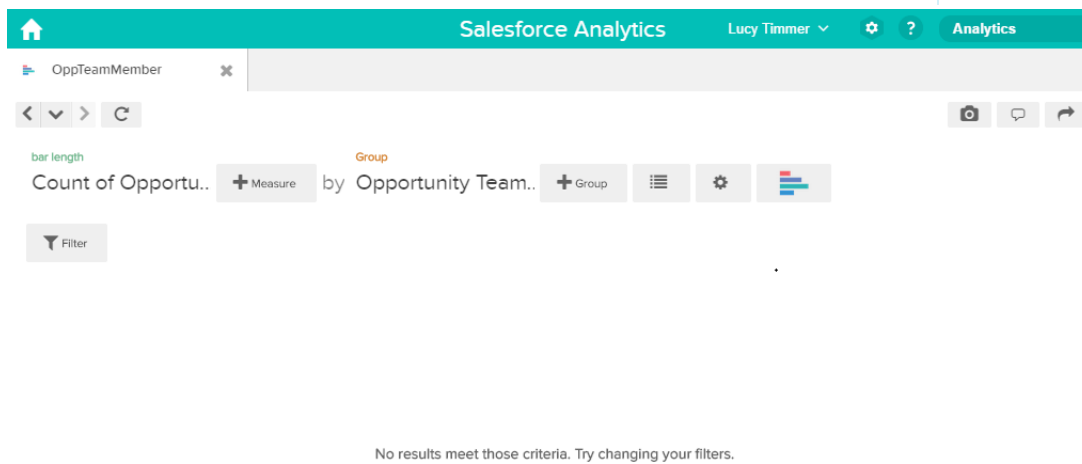 Salesforce Analytics Lucy Timmer ? Analytics
OppTeamMember
bar length Group
Count of Opportu.. Measure by Opportunity Team.. Group
Filter
No results meet those criteria. Try changing your filters.